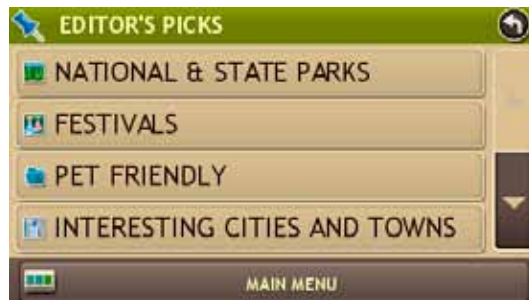 EDITOR'S PICKS
NATIONAL & STATE PARKS
FESTIVALS
PET FRIENDLY
INTERESTING CITIES AND TOWNS
MAIN MENU